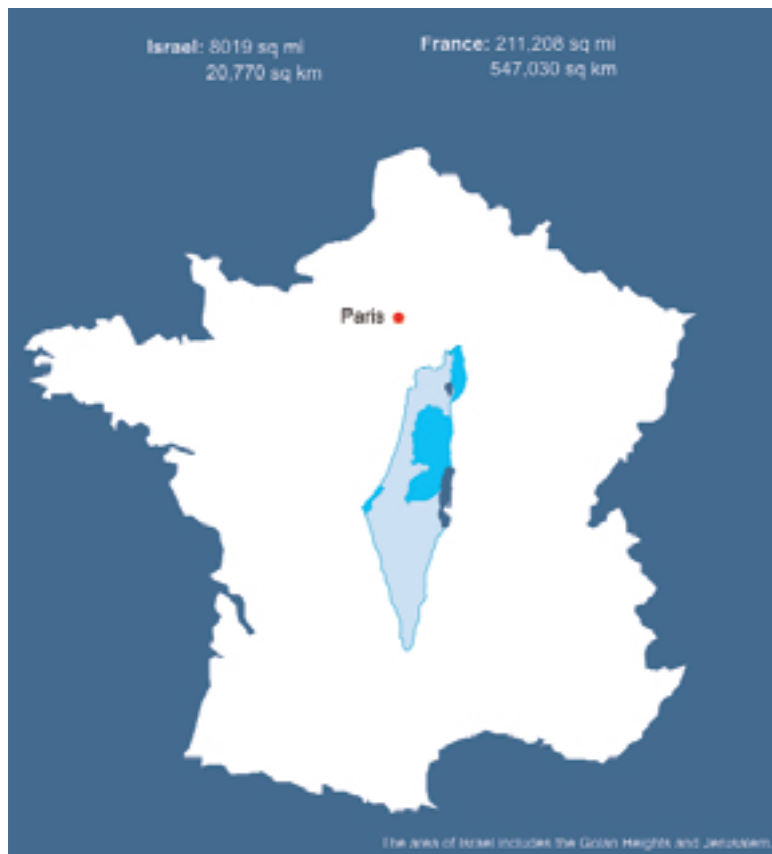 Israel: 8019 sq mi
20,770 sq km
France: 211,208 sq mi
547,030 sq km
Paris
The area of Israel includes the Golan Heights and Jerusalem.